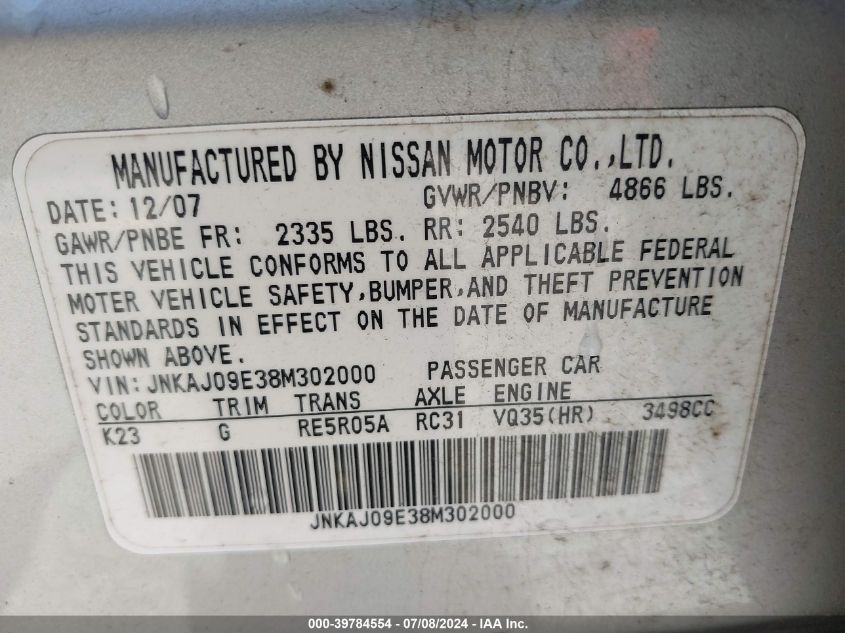 MANUFACTURED BY NISSAN MOTOR CO.,LTD.
DATE: 12/07 GVWR/PNBV: 4866 LBS.
GAWR/PNBE FR: 2335 LBS. RR: 2540 LBS.
THIS VEHICLE CONFORMS TO ALL APPLICABLE FEDERAL
MOTER VEHICLE SAFETY,BUMPER,AND THEFT PREVENTION
STANDARDS IN EFFECT ON THE DATE OF MANUFACTURE
SHOWN ABOVE.
VIN: JNKAJ09E38M302000 PASSENGER CAR
COLOR TRIM TRANS AXLE ENGINE
K23 G RE5R05A RC31 VQ35(HR) 3498CC
JNKAJ09E38M302000
000-39784554 - 07/08/2024 - IAA Inc.